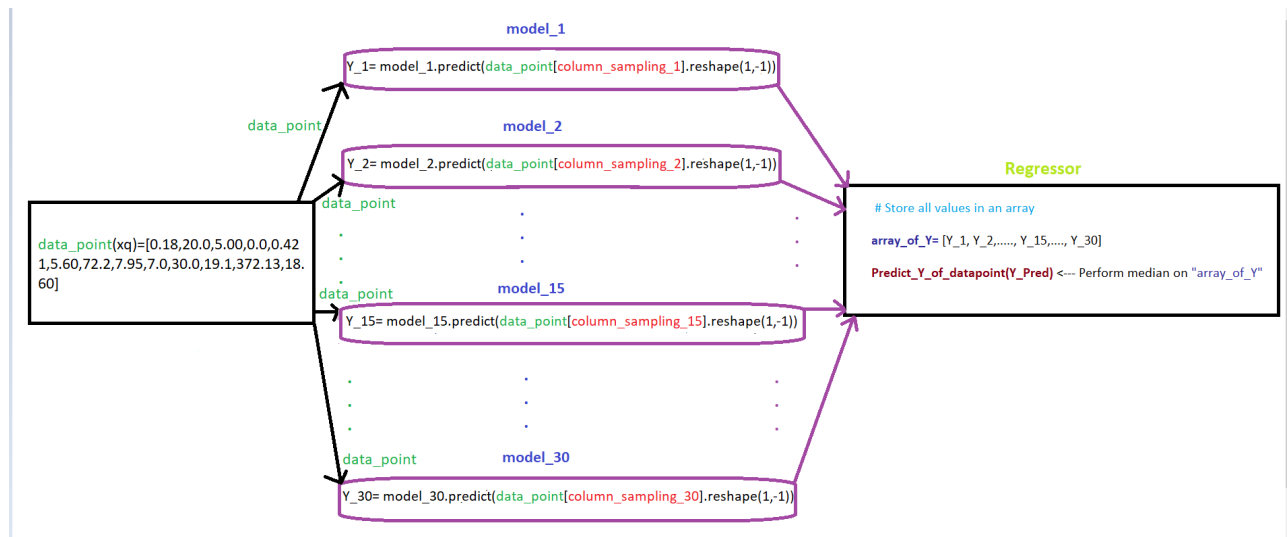 model_1
Y_1= model_1.predict(data_point[column_sampling_1].reshape(1,-1))
data_point
model_2
Y_2= model_2.predict(data_point[column_sampling_2].reshape(1,-1))
data_point
data_point(xq)=[0.18,20.0,5.00,0.0,0.42
1,5.60,72.2,7.95,7.0,30.0,19.1,372.13,18.
60]
data_point
model_15
Y_15= model_15.predict(data_point[column_sampling_15].reshape(1,-1))
data_point
model_30
Y_30= model_30.predict(data_point[column_sampling_30].reshape(1,-1))
Regressor
# Store all values in an array
array_of_Y= [Y_1, Y_2,....., Y_15,...., Y_30]
Predict_Y_of_datapoint(Y_Pred) <--- Perform median on "array_of_Y"